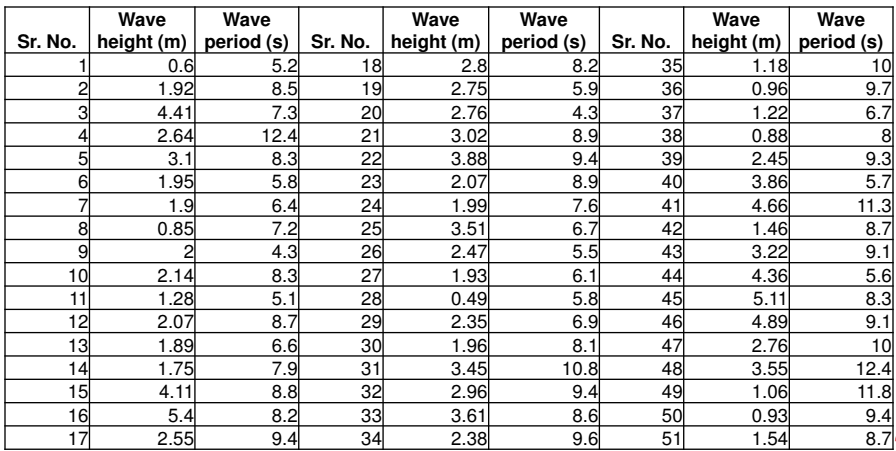 Sr. No. Wave height (m) Wave period (s) Sr. No. Wave height (m) Wave period (s) Sr. No. Wave height (m) Wave period (s)
1 0.6 5.2 18 2.8 8.2 35 1.18 10
2 1.92 8.5 19 2.75 5.9 36 0.96 9.7
3 4.41 7.3 20 2.76 4.3 37 1.22 6.7
4 2.64 12.4 21 3.02 8.9 38 0.88 8
5 3.1 8.3 22 3.88 9.4 39 2.45 9.3
6 1.95 5.8 23 2.07 8.9 40 3.86 5.7
7 1.9 6.4 24 1.99 7.6 41 4.66 11.3
8 0.85 7.2 25 3.51 6.7 42 1.46 8.7
9 2 4.3 26 2.47 5.5 43 3.22 9.1
10 2.14 8.3 27 1.93 6.1 44 4.36 5.6
11 1.28 5.1 28 0.49 5.8 45 5.11 8.3
12 2.07 8.7 29 2.35 6.9 46 4.89 9.1
13 1.89 6.6 30 1.96 8.1 47 2.76 10
14 1.75 7.9 31 3.45 10.8 48 3.55 12.4
15 4.11 8.8 32 2.96 9.4 49 1.06 11.8
16 5.4 8.2 33 3.61 8.6 50 0.93 9.4
17 2.55 9.4 34 2.38 9.6 51 1.54 8.7